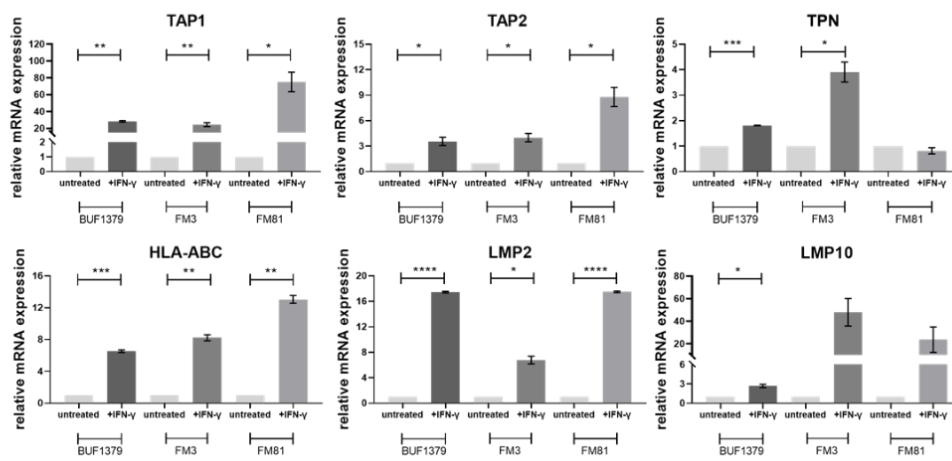 TAP1
relative mRNA expression
120
100
80
60
40
20
2
1
0
** ** *
untreated +IFN-γ untreated +IFN-γ untreated +IFN-γ
BUF1379 FM3 FM81
TAP2
relative mRNA expression
15
12
9
6
3
0
* * *
untreated +IFN-γ untreated +IFN-γ untreated +IFN-γ
BUF1379 FM3 FM81
TPN
relative mRNA expression
5
4
3
2
1
0
*** *
untreated +IFN-γ untreated +IFN-γ untreated +IFN-γ
BUF1379 FM3 FM81
HLA-ABC
relative mRNA expression
16
12
8
4
0
*** ** **
untreated +IFN-γ untreated +IFN-γ untreated +IFN-γ
BUF1379 FM3 FM81
LMP2
relative mRNA expression
20
16
12
8
4
0
**** * ****
untreated +IFN-γ untreated +IFN-γ untreated +IFN-γ
BUF1379 FM3 FM81
LMP10
relative mRNA expression
80
60
40
20
6
3
0
*
untreated +IFN-γ untreated +IFN-γ untreated +IFN-γ
BUF1379 FM3 FM81